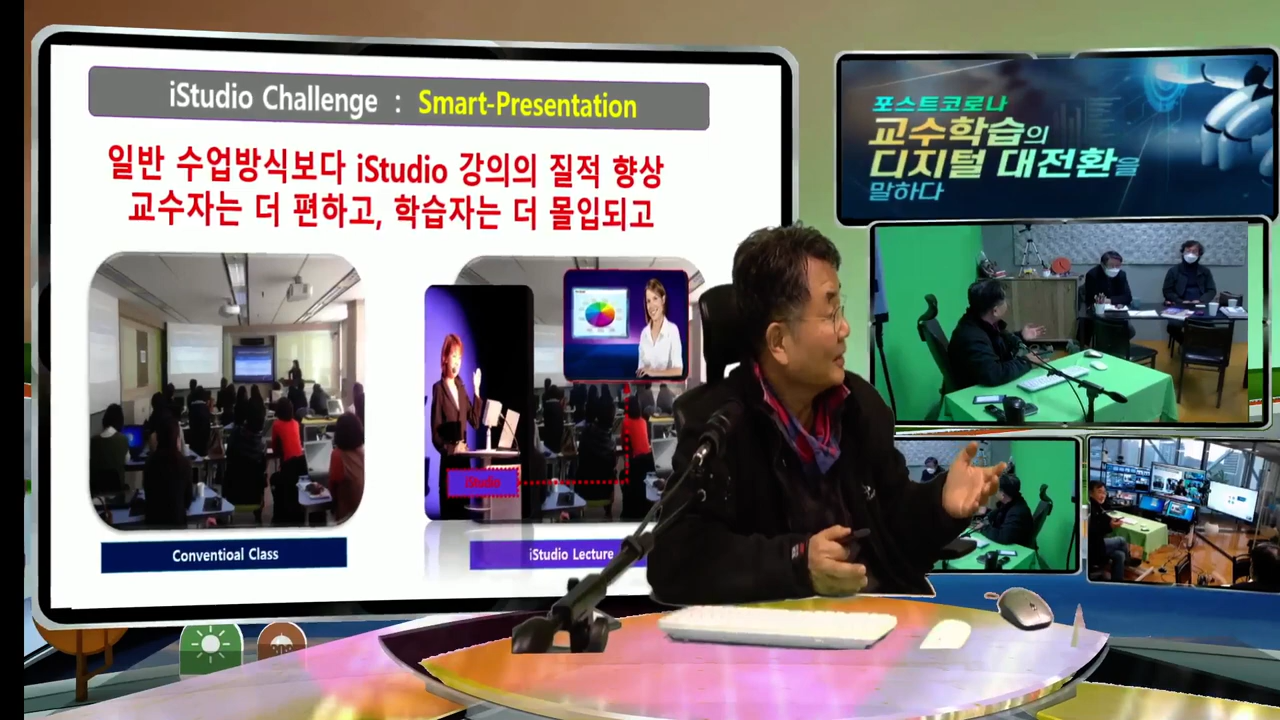 iStudio Challenge : Smart-Presentation
일반 수업방식보다 iStudio 강의의 질적 향상
교수자는 더 편하고, 학습자는 더 몰입되고
iStudio
Conventioal Class
iStudio Lecture
포스트코로나
교수학습의
디지털 대전환을
말하다